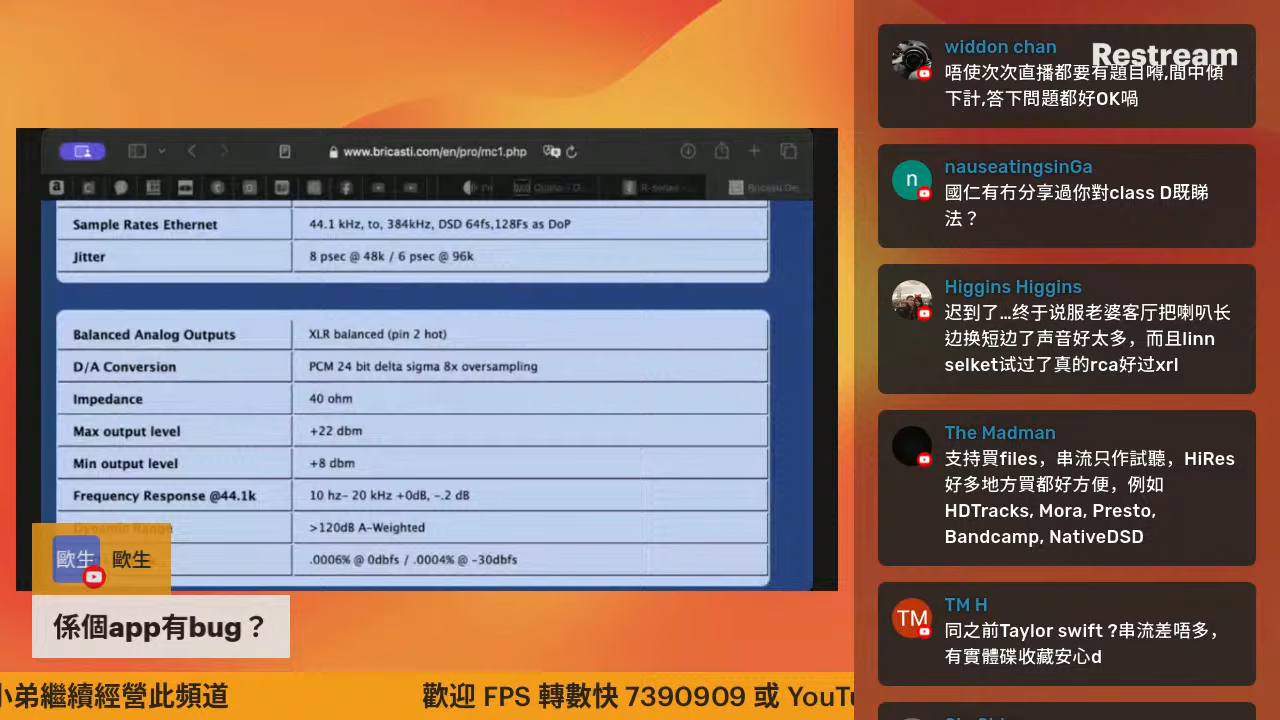 www.bricasti.com/en/pro/mc1.php
Sample Rates Ethernet
44.1 kHz, to, 384kHz, DSD 64fs,128Fs as DoP
Jitter
8 psec @ 48k / 6 psec @ 96k
Balanced Analog Outputs
XLR balanced (pin 2 hot)
D/A Conversion
PCM 24 bit delta sigma 8x oversampling
Impedance
40 ohm
Max output level
+22 dbm
Min output level
+8 dbm
Frequency Response @44.1k
10 hz- 20 kHz +0dB, -.2 dB
Dynamic Range
>120dB A-Weighted
.0006% @ 0dbfs / .0004% @ -30dbfs
歐生
歐生
係個app有bug？
小弟繼續經營此頻道
歡迎 FPS 轉數快 7390909 或 YouTu
Restream
widdon chan
唔使次次直播都要有題目嘚,間中傾
下計,答下問題都好OK喎
n
nauseatingsinGa
國仁有冇分享過你對class D既睇
法？
Higgins Higgins
迟到了…终于说服老婆客厅把喇叭长
边换短边了声音好太多，而且linn
selket试过了真的rca好过xrl
The Madman
支持買files，串流只作試聽，HiRes
好多地方買都好方便，例如
HDTracks, Mora, Presto,
Bandcamp, NativeDSD
TM
TM H
同之前Taylor swift ?串流差唔多，
有實體碟收藏安心d